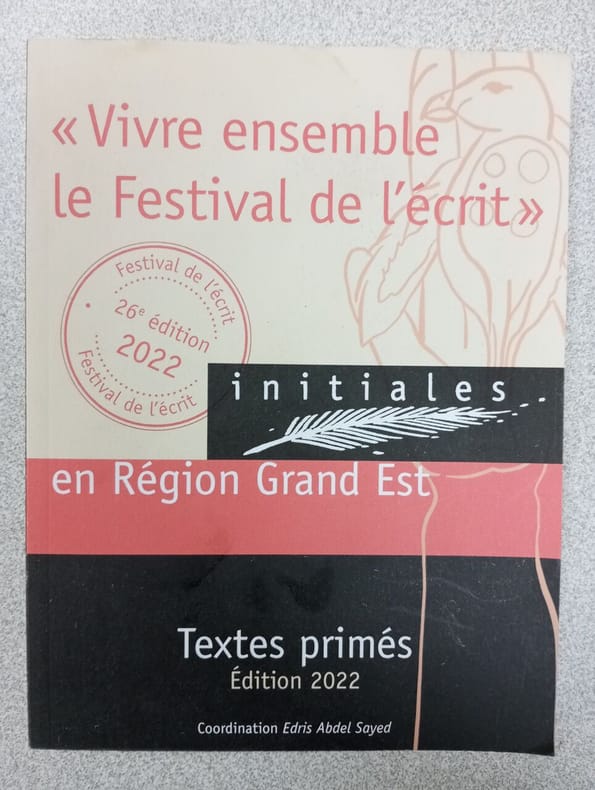 « Vivre ensemble
le Festival de l'écrit »
Festival de l'écrit
26e édition
2022
Festival de l'écrit
initiales
en Région Grand Est
Textes primés
Édition 2022
Coordination Edris Abdel Sayed